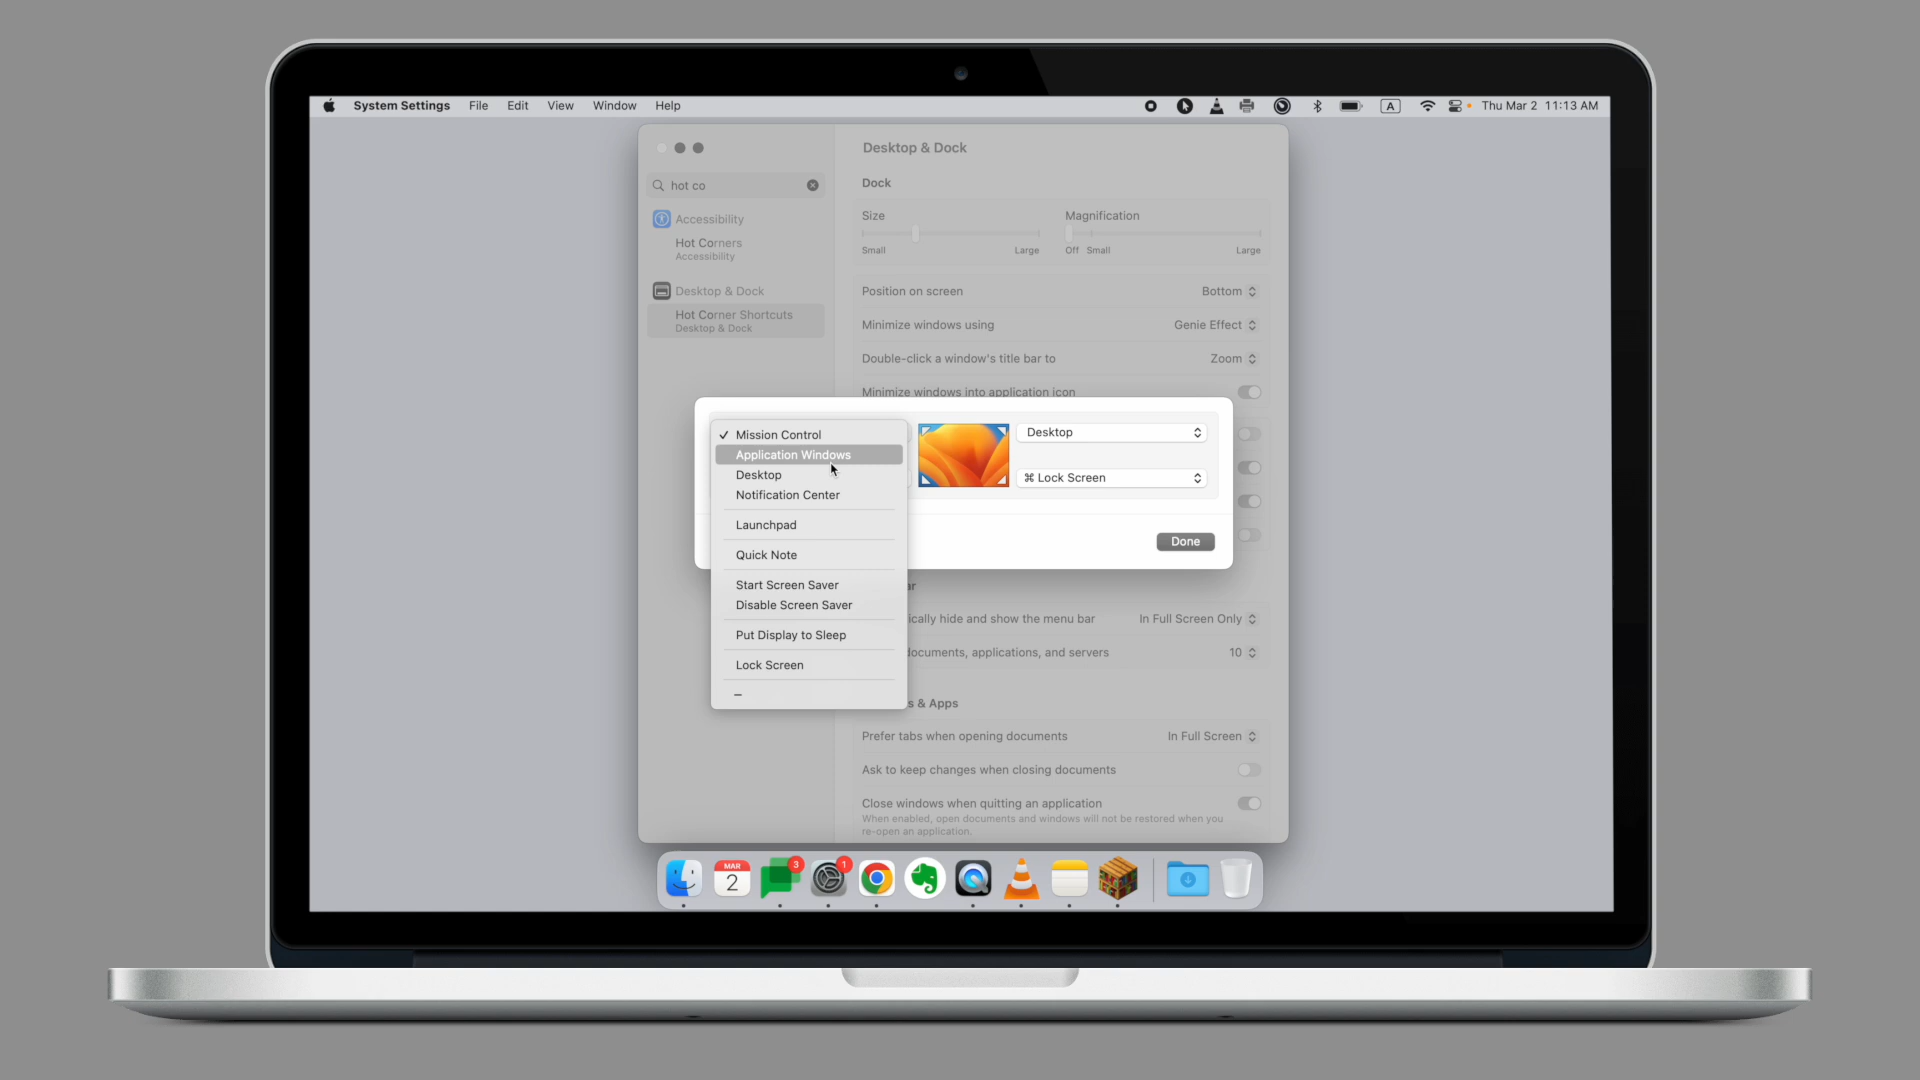 System Settings File Edit View Window Help A Thu Mar 2 11:13 AM
hot co
Accessibility
Hot Corners
Accessibility
Desktop & Dock
Hot Corner Shortcuts
Desktop & Dock
Desktop & Dock
Dock
Size Magnification
Small Large Off Small Large
Position on screen Bottom
Minimize windows using Genie Effect
Double-click a window's title bar to Zoom
Minimize windows into application icon
✓ Mission Control
Application Windows
Desktop
Notification Center
Launchpad
Quick Note
Start Screen Saver
Disable Screen Saver
Put Display to Sleep
Lock Screen
–
Desktop
⌘ Lock Screen
Done
ar
ically hide and show the menu bar In Full Screen Only
documents, applications, and servers 10
s & Apps
Prefer tabs when opening documents In Full Screen
Ask to keep changes when closing documents
Close windows when quitting an application
When enabled, open documents and windows will not be restored when you
re-open an application.
MAR
2
3
1